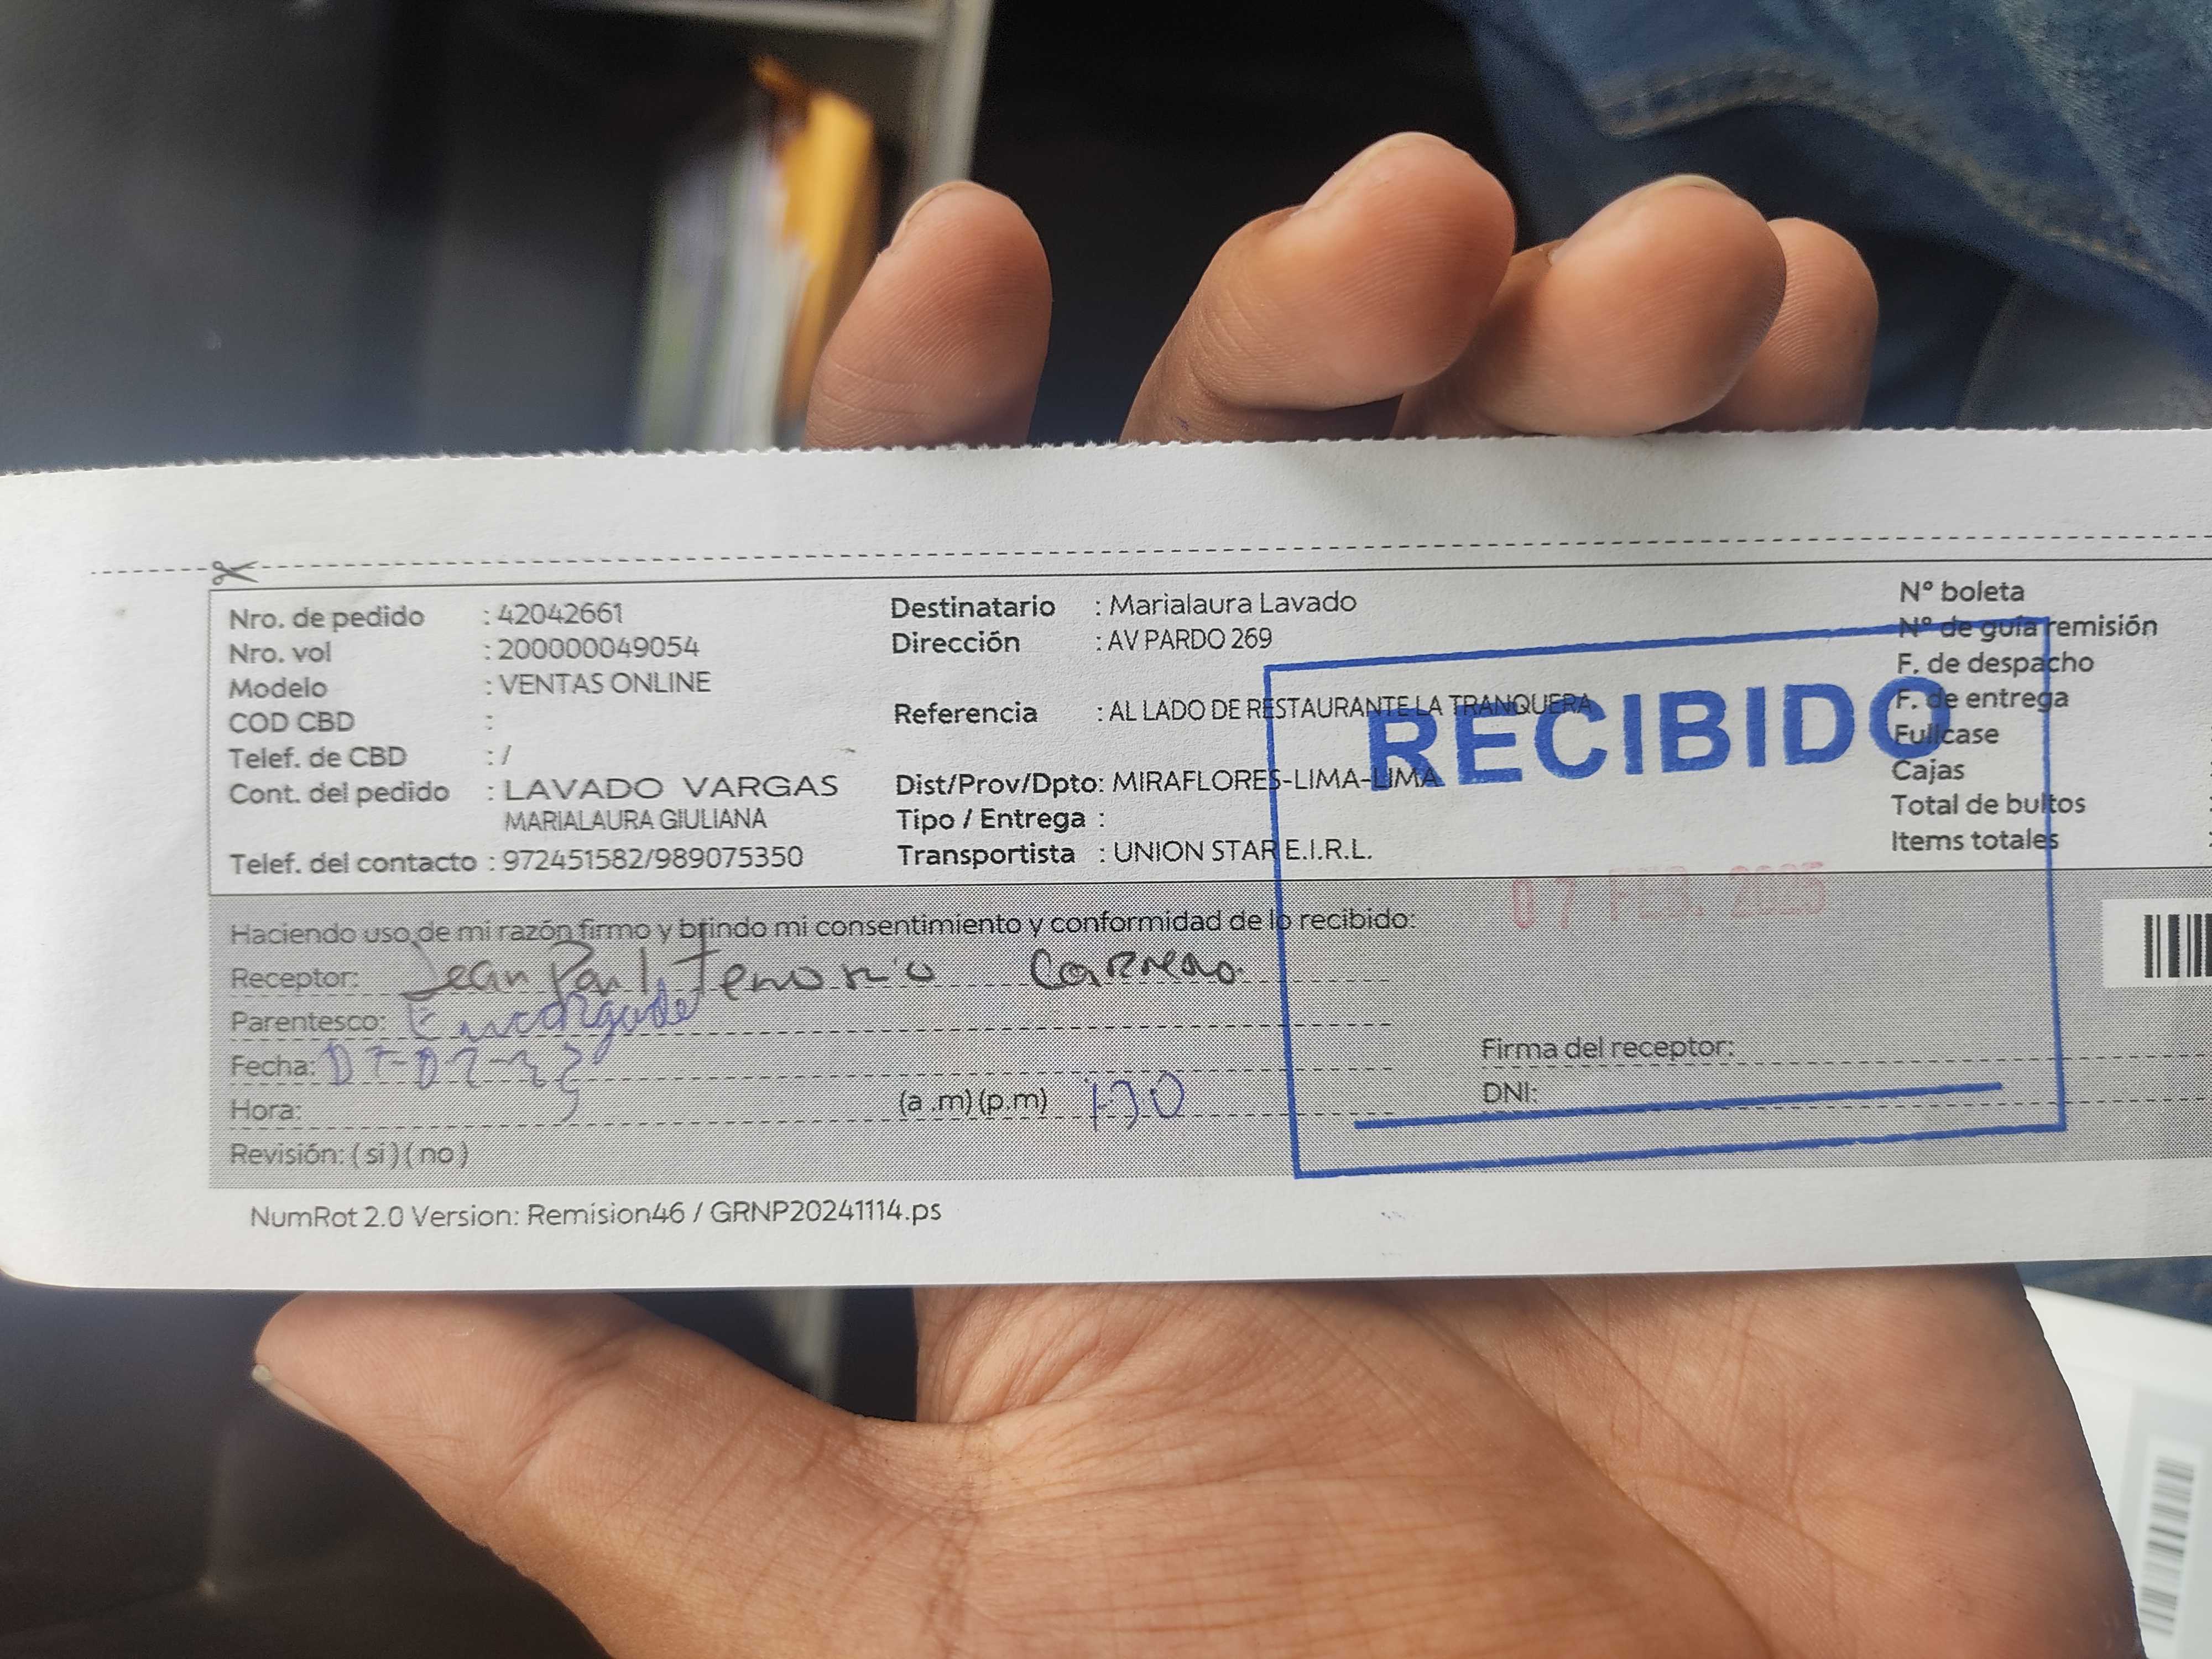 Nro. de pedido : 42042661
Nro. vol : 200000049054
Modelo : VENTAS ONLINE
COD CBD :
Telef. de CBD : /
Cont. del pedido : LAVADO VARGAS
MARIALAURA GIULIANA
Telef. del contacto : 972451582/989075350
Destinatario : Marialaura Lavado
Dirección : AV PARDO 269
Referencia : AL LADO DE RESTAURANTE LA TRANQUERA
Dist/Prov/Dpto: MIRAFLORES-LIMA-LIMA
Tipo / Entrega :
Transportista : UNION STAR E.I.R.L.
Nº boleta
Nº de guía remisión
F. de despacho
F. de entrega
Fullcase
Cajas
Total de bultos
Items totales
RECIBIDO
07 FEB. 2025
Haciendo uso de mi razón firmo y brindo mi consentimiento y conformidad de lo recibido:
Receptor: Jean Paul Tenorio
Parentesco: Encargado
Fecha:
Hora: (a .m) (p.m)
Revisión: ( si ) ( no )
Firma del receptor:
DNI:
NumRot 2.0 Version: Remision46 / GRNP20241114.ps